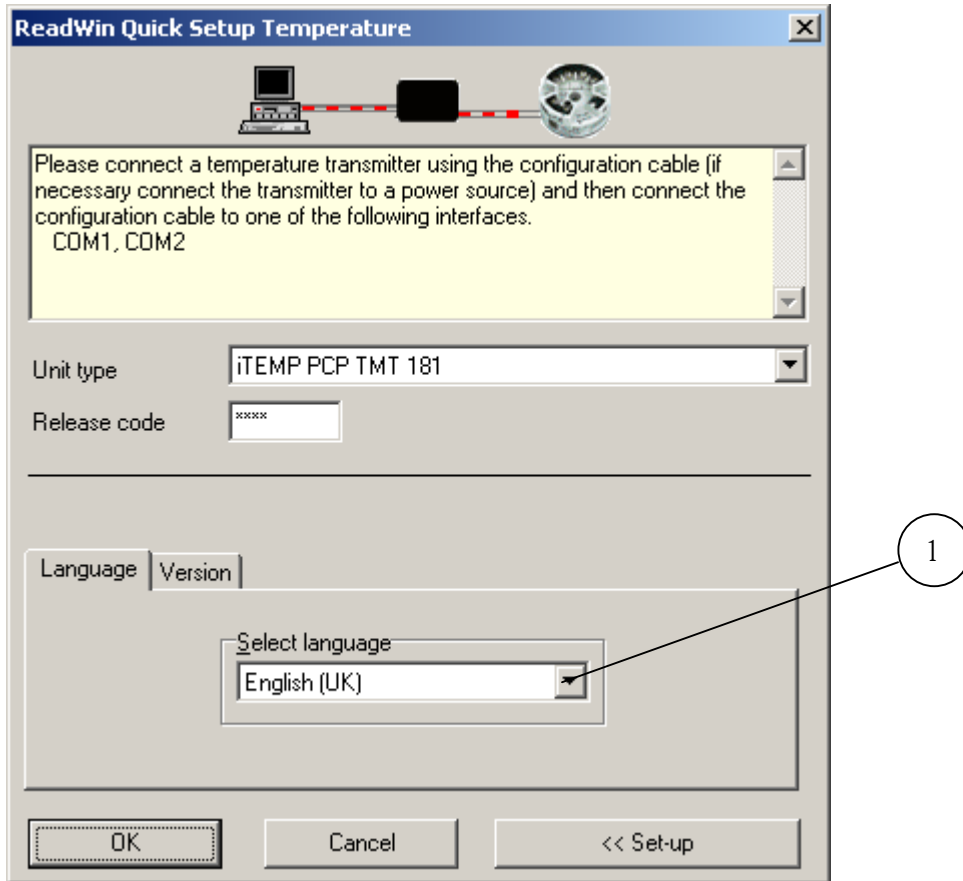 ReadWin Quick Setup Temperature
Please connect a temperature transmitter using the configuration cable (if
necessary connect the transmitter to a power source) and then connect the
configuration cable to one of the following interfaces.
COM1, COM2
Unit type
iTEMP PCP TMT 181
Release code
****
Language
Version
1
Select language
English (UK)
OK
Cancel
<< Set-up